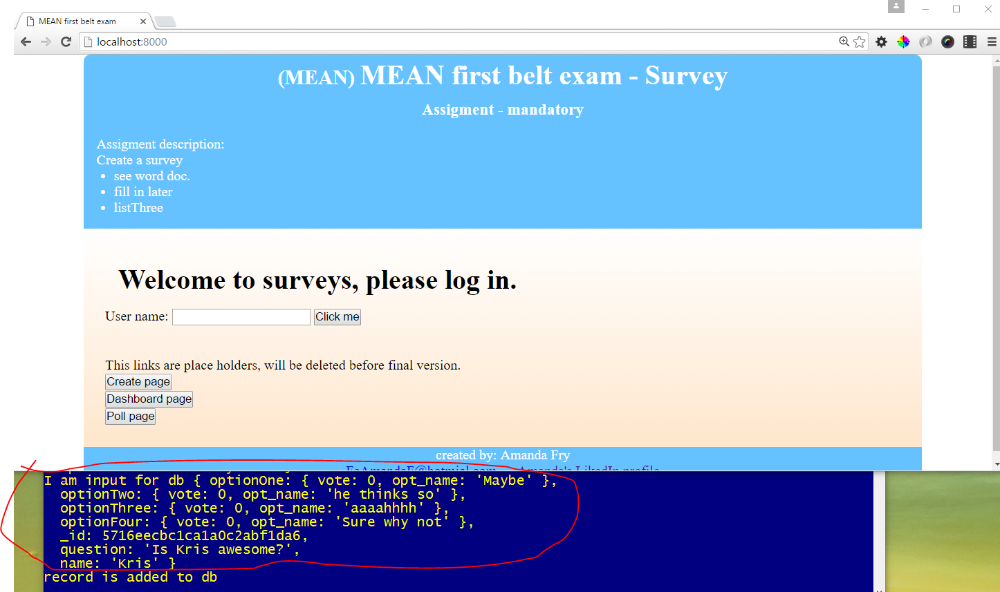 MEAN first belt exam
localhost:8000
(MEAN) MEAN first belt exam - Survey
Assigment - mandatory
Assigment description:
Create a survey
• see word doc.
• fill in later
• listThree
Welcome to surveys, please log in.
User name: Click me
This links are place holders, will be deleted before final version.
Create page
Dashboard page
Poll page
created by: Amanda Fry
Amanda's LikedIn profile
I am input for db { optionOne: { vote: 0, opt_name: 'Maybe' },
optionTwo: { vote: 0, opt_name: 'he thinks so' },
optionThree: { vote: 0, opt_name: 'aaaahhhh' },
optionFour: { vote: 0, opt_name: 'Sure why not' },
_id: 5716eecbc1ca1a0c2abf1da6,
question: 'Is Kris awesome?',
name: 'Kris' }
record is added to db